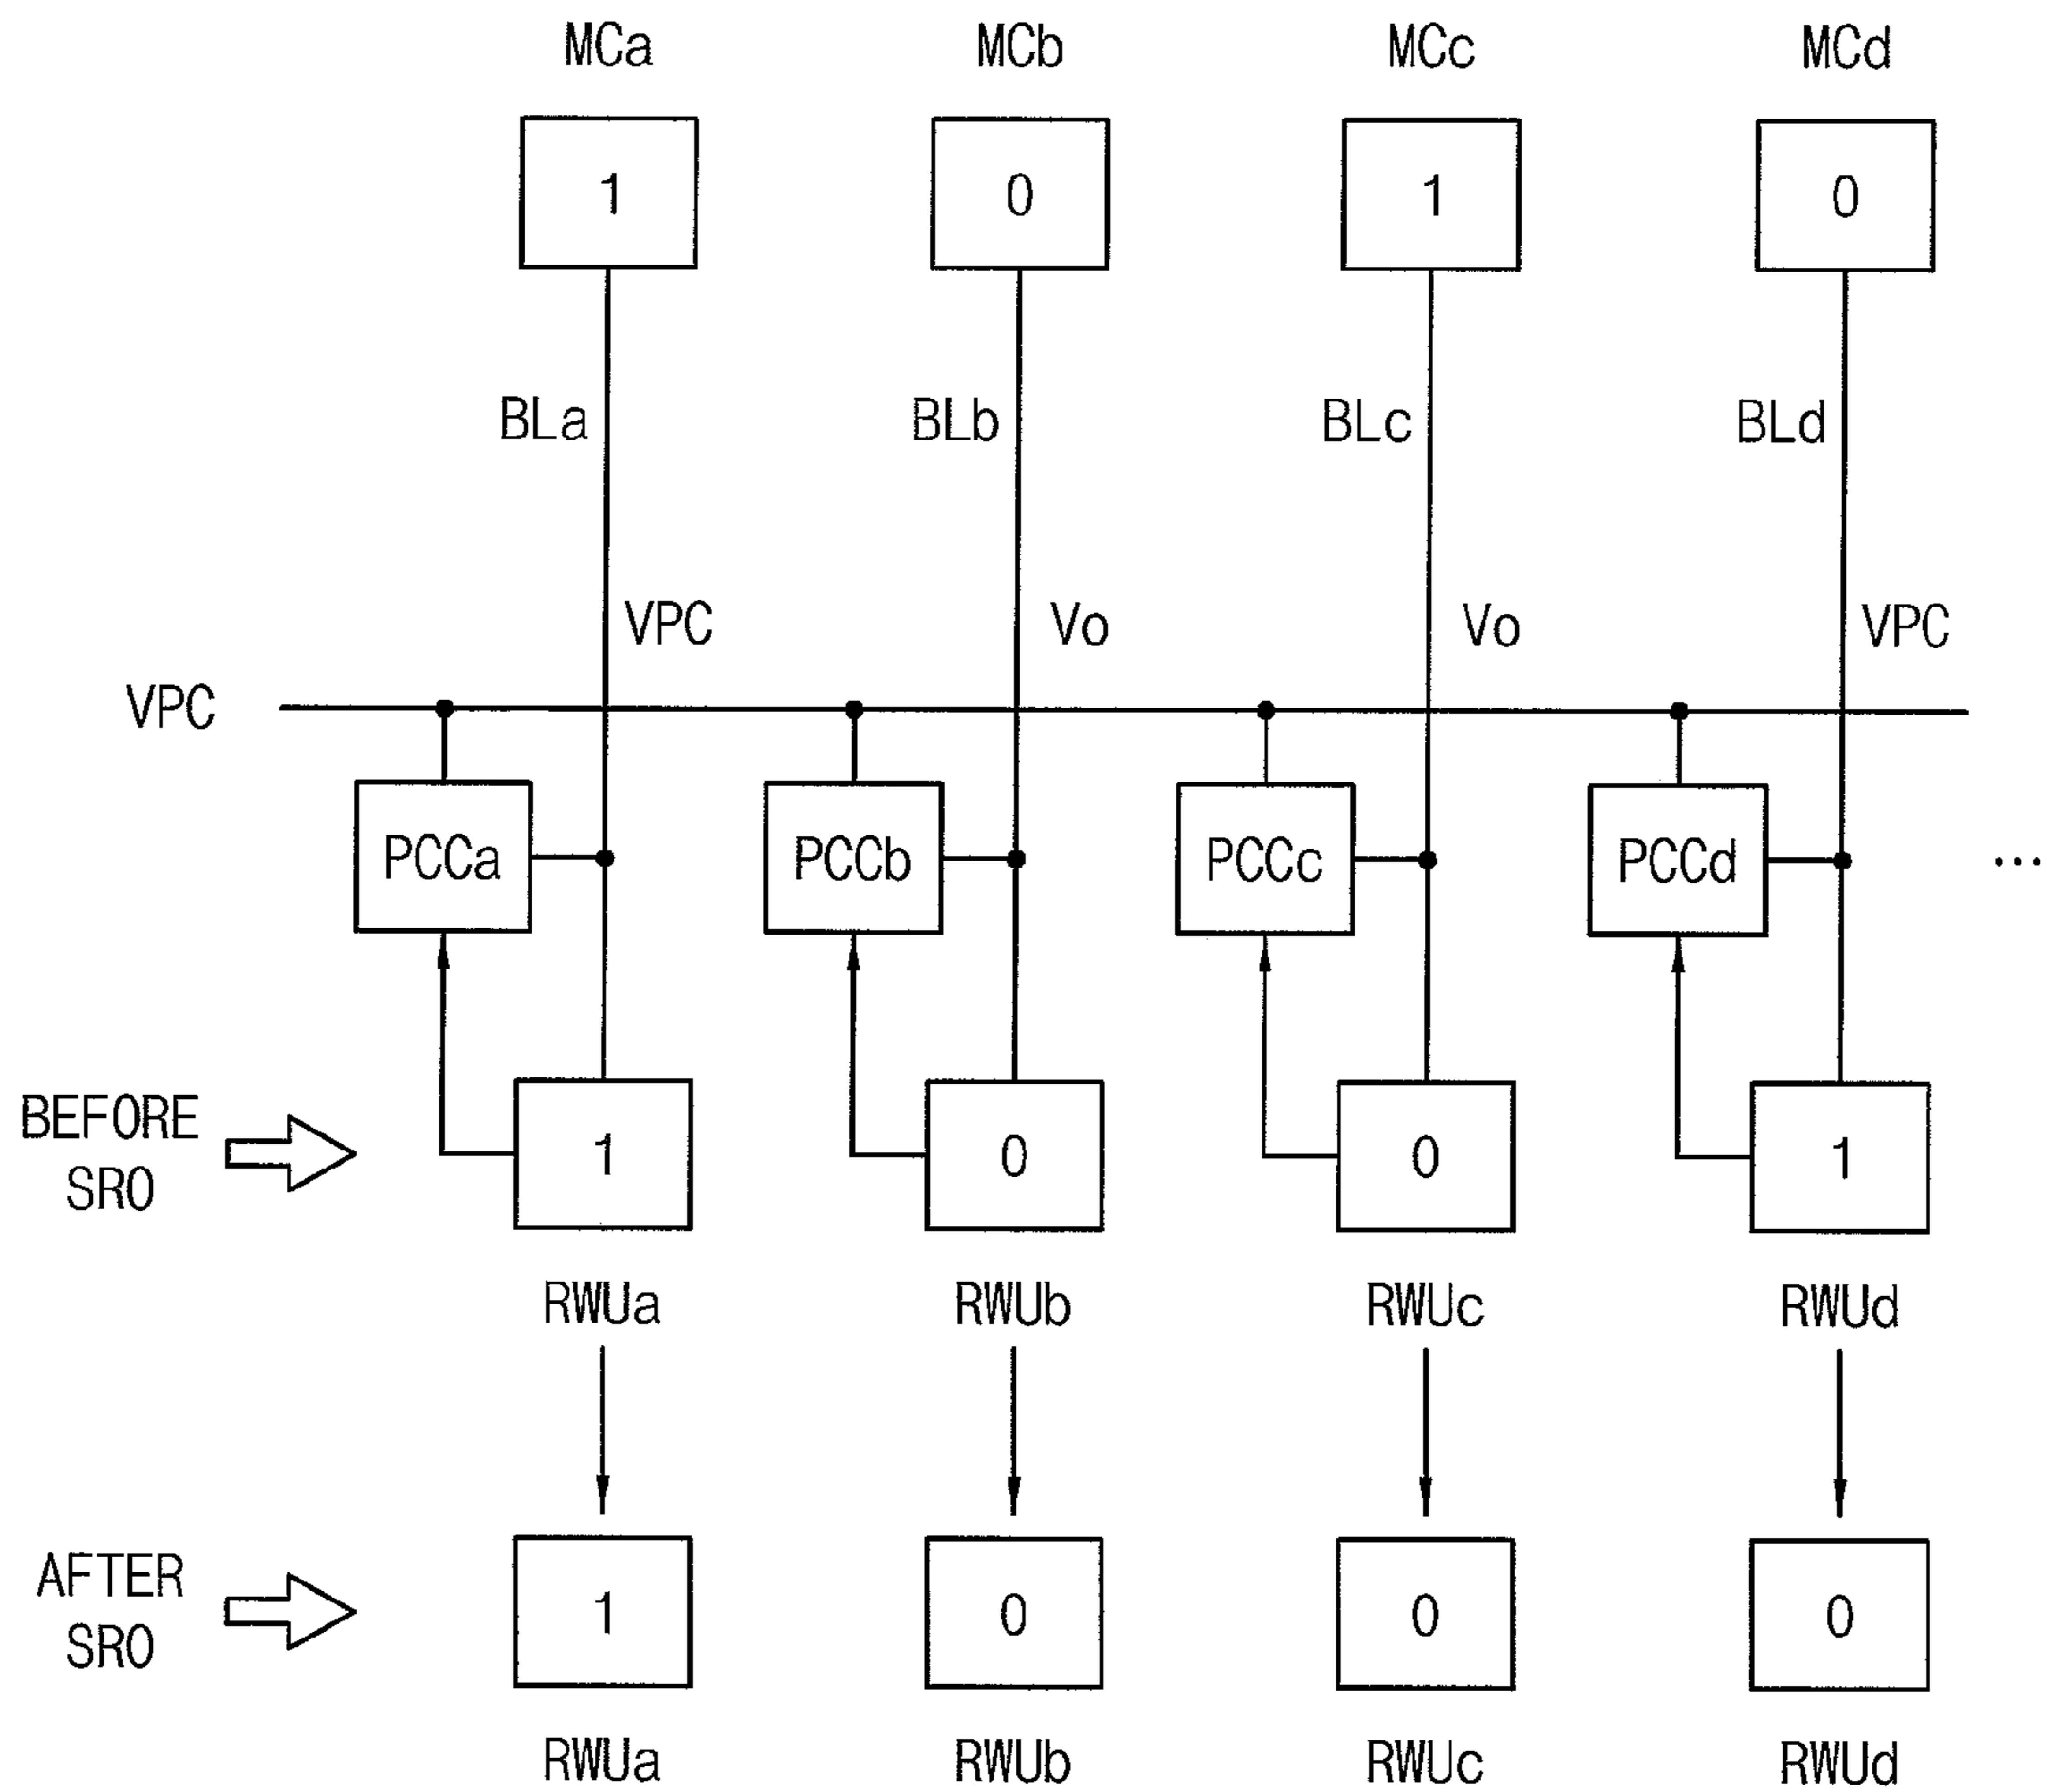 MCa MCb MCc MCd
1 0 1 0
BLa BLb BLc BLd
VPC Vo Vo VPC
VPC
PCCa PCCb PCCc PCCd ...
BEFORE
SRO
1 0 0 1
RWUa RWUb RWUc RWUd
AFTER
SRO
1 0 0 0
RWUa RWUb RWUc RWUd